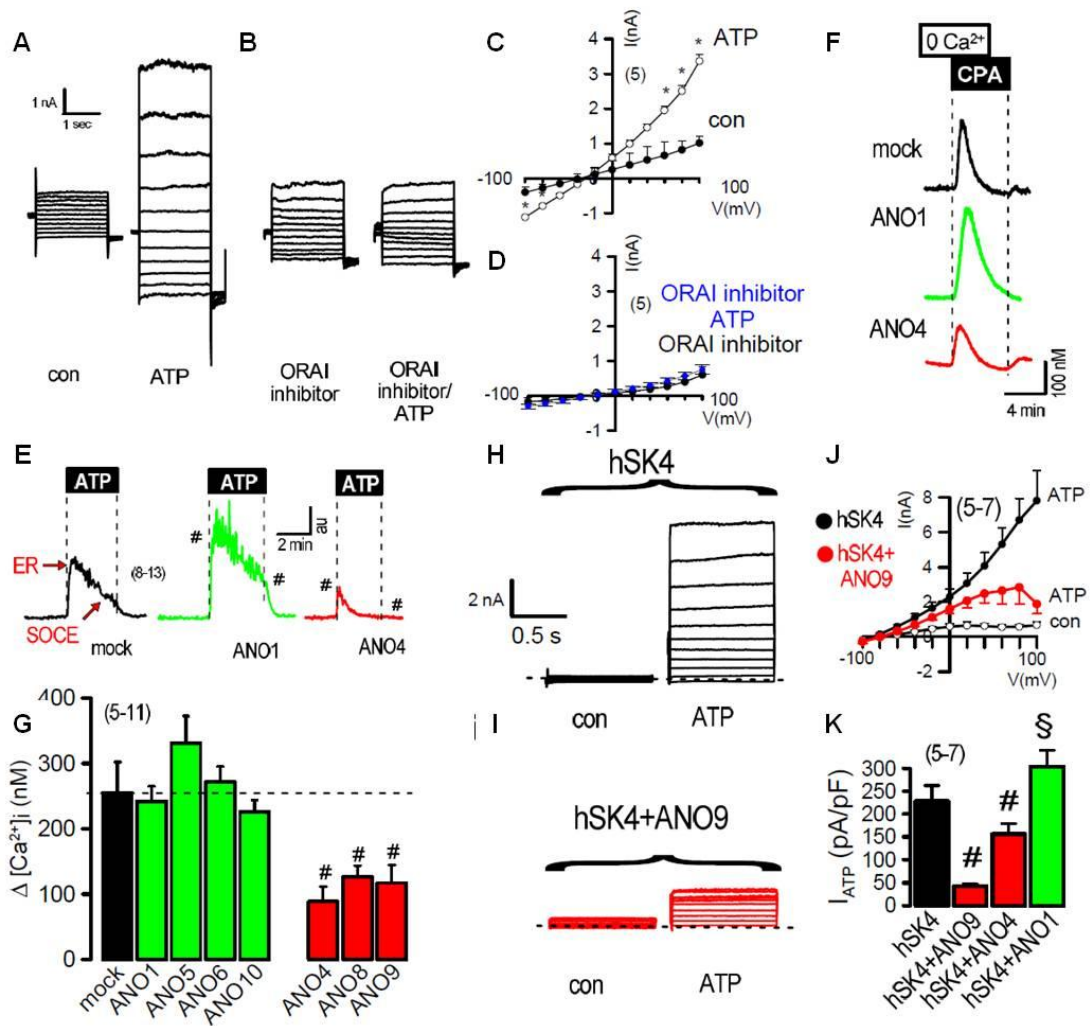 A
1 nA
1 sec
con
ATP
B
ORAI
inhibitor
ORAI
inhibitor/
ATP
C
I(nA)
4
3
2
1
-1
(5)
ATP
con
* * * *
* *
-100
100
V(mV)
D
I(nA)
4
3
2
1
-1
(5)
ORAI inhibitor
ATP
ORAI inhibitor
-100
100
V(mV)
F
0 Ca²⁺
CPA
mock
ANO1
ANO4
100 nM
4 min
E
ATP
ATP
ATP
ER
SOCE
(8-13)
mock
#
#
ANO1
au
2 min
#
#
ANO4
H
hSK4
2 nA
0.5 s
con
ATP
J
I(nA)
8
6
4
2
0
-2
(5-7)
hSK4
hSK4+
ANO9
ATP
ATP
con
-100
100
V(mV)
G
400
300
200
100
0
Δ [Ca²⁺]i (nM)
(5-11)
# # #
mock
ANO1
ANO5
ANO6
ANO10
ANO4
ANO8
ANO9
I
hSK4+ANO9
con
ATP
K
I ATP (pA/pF)
300
250
150
200
100
50
0
(5-7)
#
#
§
hSK4
hSK4+ANO9
hSK4+ANO4
hSK4+ANO1